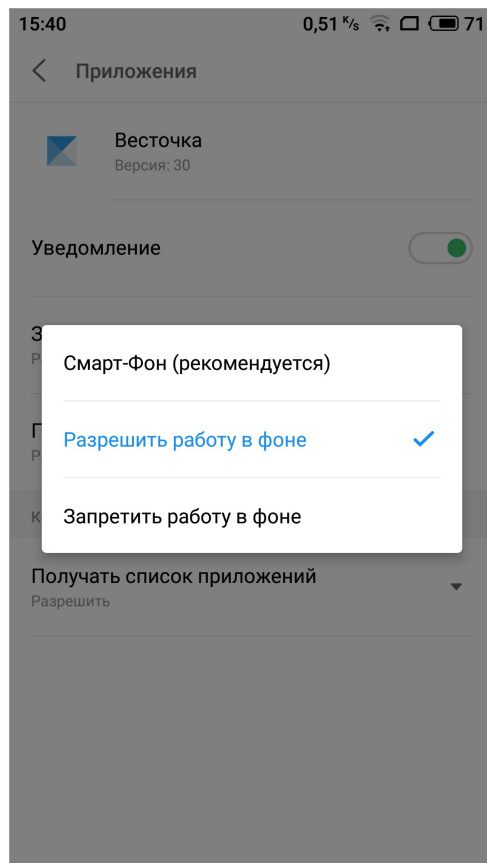 15:40 0,51 K/s 71
Приложения
Весточка
Версия: 30
Уведомление
З
Р
Смарт-Фон (рекомендуется)
Разрешить работу в фоне
П
Р
Запретить работу в фоне
К
Получать список приложений
Разрешить